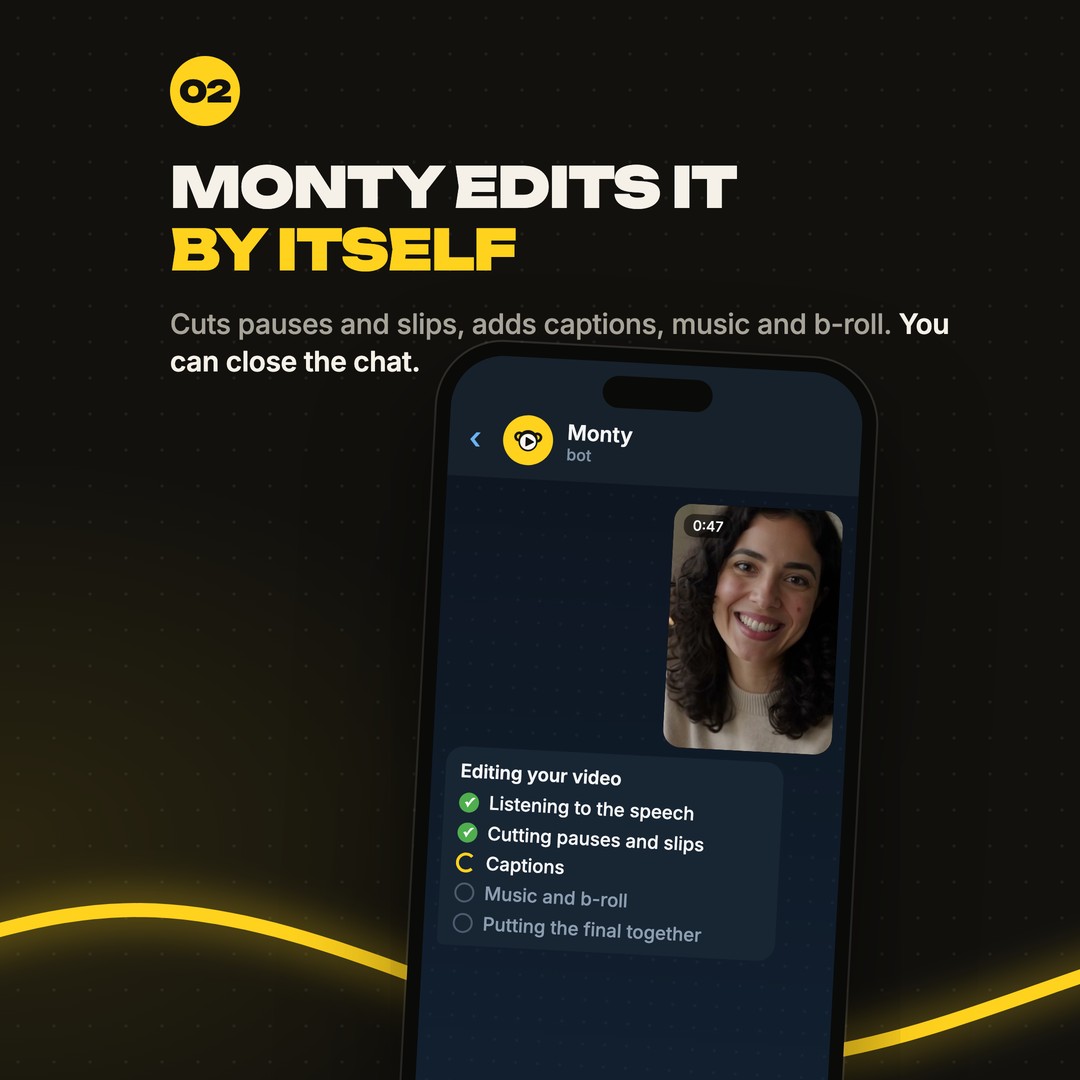 02
MONTY EDITS IT
BY ITSELF
Cuts pauses and slips, adds captions, music and b-roll. You
can close the chat.
Monty
bot
0:47
Editing your video
Listening to the speech
Cutting pauses and slips
Captions
Music and b-roll
Putting the final together